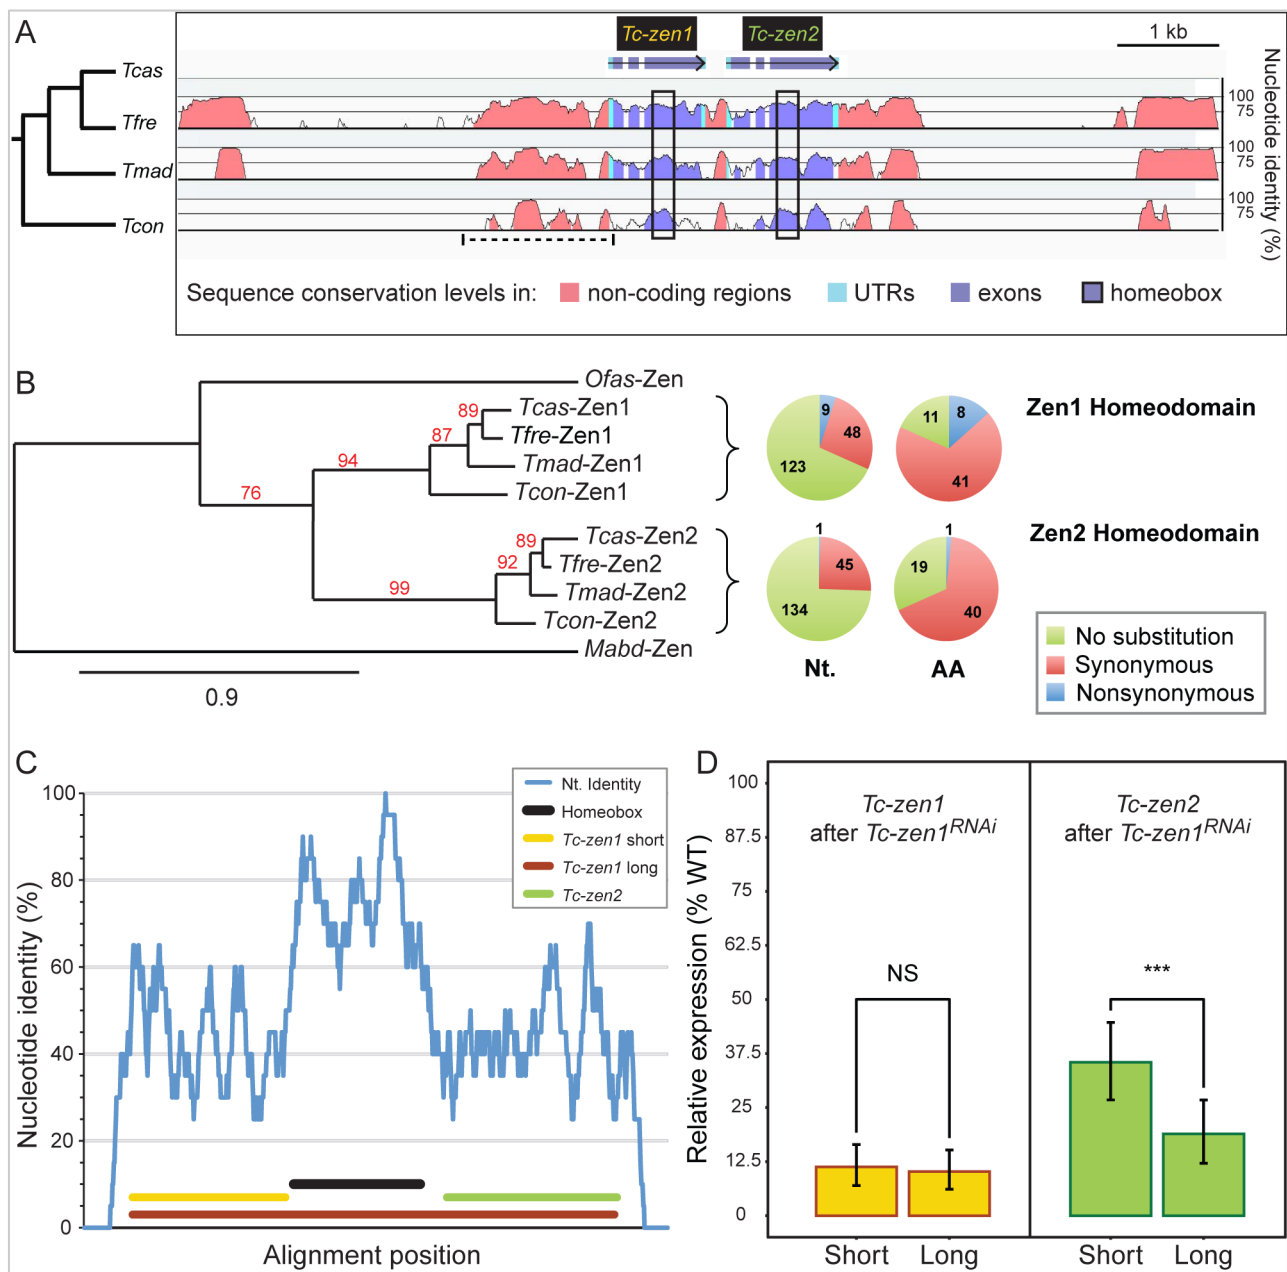 A
Tc-zen1
Tc-zen2
1 kb
Tcas
Tfre
Tmad
Tcon
100
75
100
75
100
75
Nucleotide identity (%)
Sequence conservation levels in: non-coding regions UTRs exons homeobox
B
Ofas-Zen
Tcas-Zen1
Tfre-Zen1
Tmad-Zen1
Tcon-Zen1
Tcas-Zen2
Tfre-Zen2
Tmad-Zen2
Tcon-Zen2
Mabd-Zen
89
87
94
76
89
92
99
0.9
9
48
123
11
8
41
Zen1 Homeodomain
1
45
134
1
19
40
Zen2 Homeodomain
Nt.
AA
No substitution
Synonymous
Nonsynonymous
C
Nucleotide identity (%)
100
80
60
40
20
0
Nt. Identity
Homeobox
Tc-zen1 short
Tc-zen1 long
Tc-zen2
Alignment position
D
Relative expression (% WT)
100
87.5
75
62.5
50
37.5
25
12.5
0
Tc-zen1
after Tc-zen1RNAi
NS
Short
Long
Tc-zen2
after Tc-zen1RNAi
***
Short
Long